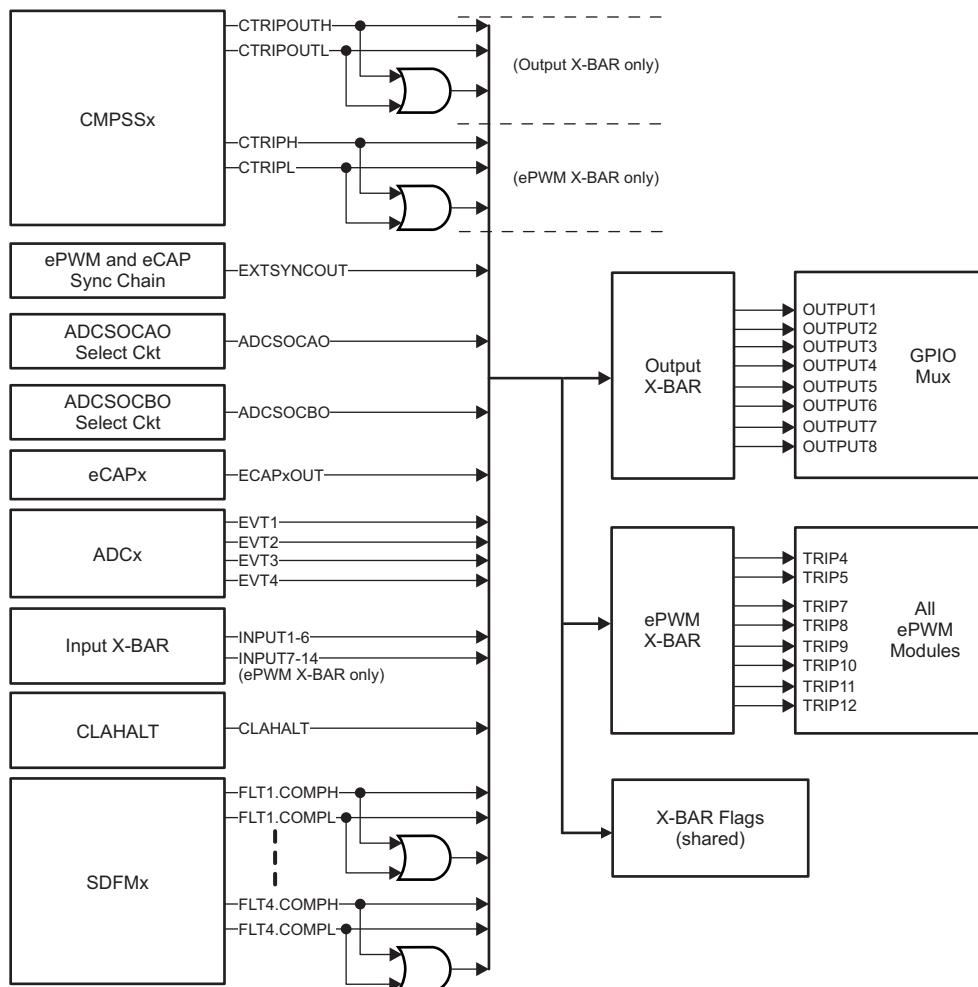 CMPSSx
CTRIPOUTH
CTRIPOUTL
(Output X-BAR only)
CTRIPH
CTRIPL
(ePWM X-BAR only)
ePWM and eCAP
Sync Chain
EXTSYNCOUT
ADCSOCAO
Select Ckt
ADCSOCAO
ADCSOCBO
Select Ckt
ADCSOCBO
eCAPx
ECAPxOUT
ADCx
EVT1
EVT2
EVT3
EVT4
Input X-BAR
INPUT1-6
INPUT7-14
(ePWM X-BAR only)
CLAHALT
CLAHALT
SDFMx
FLT1.COMPH
FLT1.COMPL
FLT4.COMPH
FLT4.COMPL
Output
X-BAR
OUTPUT1
OUTPUT2
OUTPUT3
OUTPUT4
OUTPUT5
OUTPUT6
OUTPUT7
OUTPUT8
GPIO
Mux
ePWM
X-BAR
TRIP4
TRIP5
TRIP7
TRIP8
TRIP9
TRIP10
TRIP11
TRIP12
All
ePWM
Modules
X-BAR Flags
(shared)